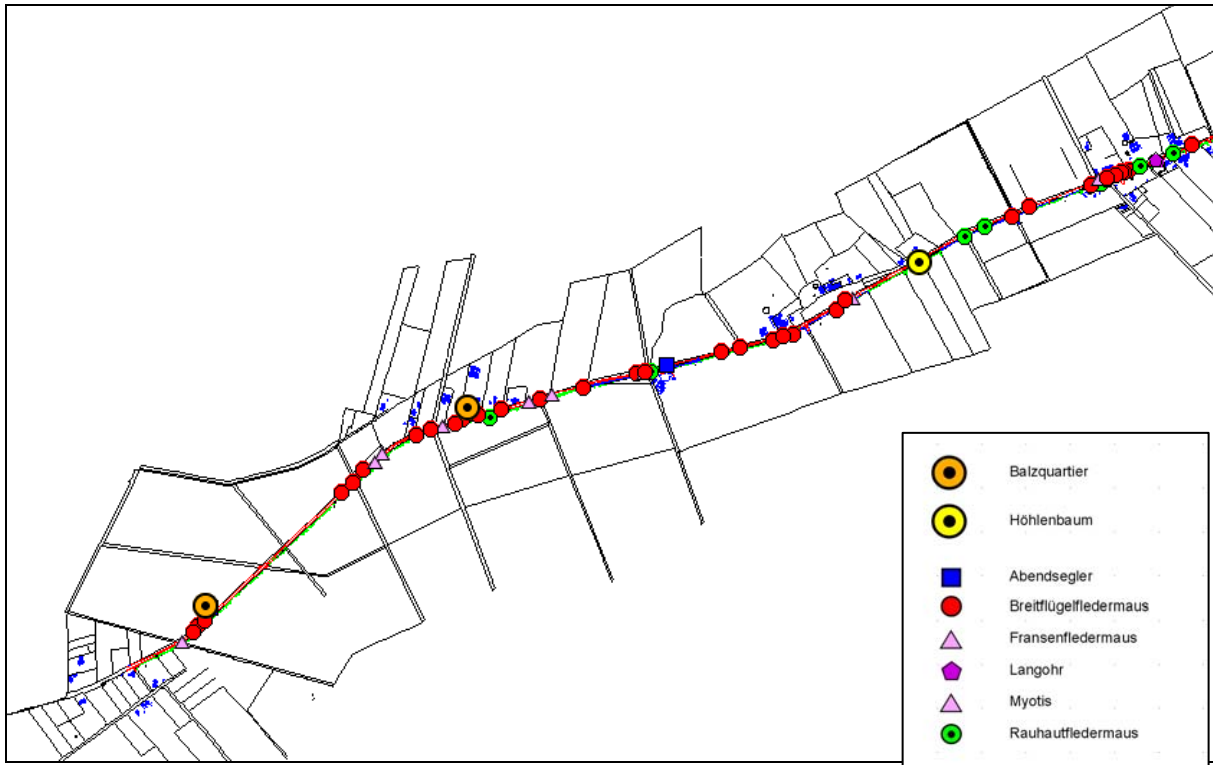 Balzquartier
Höhlenbaum
Abendsegler
Breitflügelfledermaus
Fransenfledermaus
Langohr
Myotis
Rauhautfledermaus